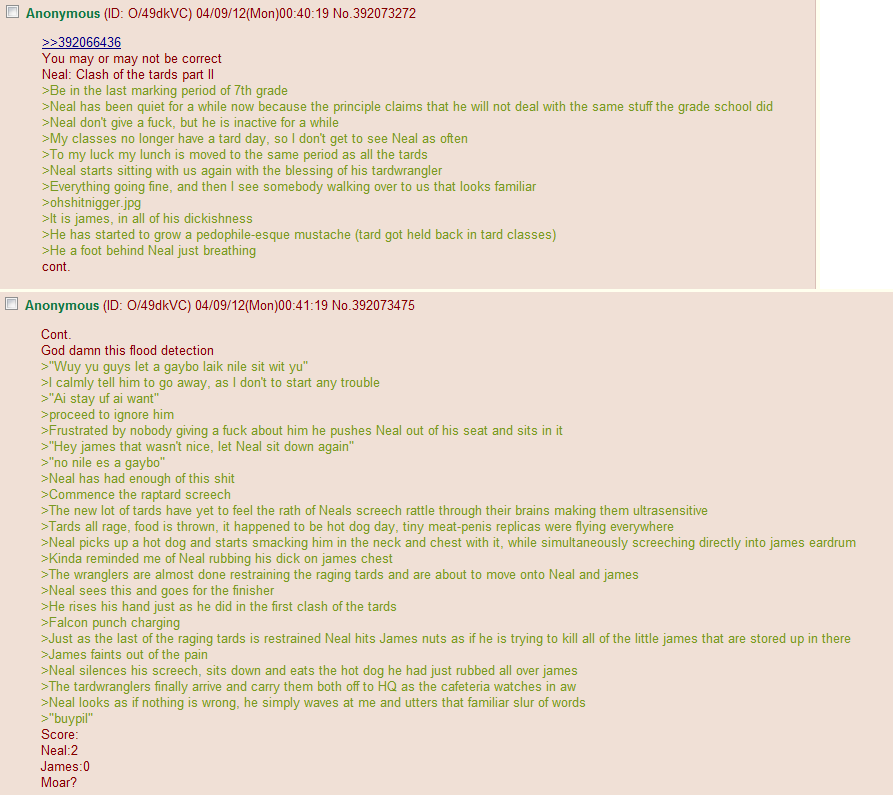 Anonymous (ID: O/49dkVC) 04/09/12(Mon)00:40:19 No.392073272
>>392066436
You may or may not be correct
Neal: Clash of the tards part II
>Be in the last marking period of 7th grade
>Neal has been quiet for a while now because the principle claims that he will not deal with the same stuff the grade school did
>Neal don't give a fuck, but he is inactive for a while
>My classes no longer have a tard day, so I don't get to see Neal as often
>To my luck my lunch is moved to the same period as all the tards
>Neal starts sitting with us again with the blessing of his tardwrangler
>Everything going fine, and then I see somebody walking over to us that looks familiar
>ohshitnigger.jpg
>It is james, in all of his dickishness
>He has started to grow a pedophile-esque mustache (tard got held back in tard classes)
>He a foot behind Neal just breathing
cont.
Anonymous (ID: O/49dkVC) 04/09/12(Mon)00:41:19 No.392073475
Cont.
God damn this flood detection
>"Wuy yu guys let a gaybo laik nile sit wit yu"
>I calmly tell him to go away, as I don't to start any trouble
>"Ai stay uf ai want"
>proceed to ignore him
>Frustrated by nobody giving a fuck about him he pushes Neal out of his seat and sits in it
>"Hey james that wasn't nice, let Neal sit down again"
>"no nile es a gaybo"
>Neal has had enough of this shit
>Commence the raptard screech
>The new lot of tards have yet to feel the rath of Neals screech rattle through their brains making them ultrasensitive
>Tards all rage, food is thrown, it happened to be hot dog day, tiny meat-penis replicas were flying everywhere
>Neal picks up a hot dog and starts smacking him in the neck and chest with it, while simultaneously screeching directly into james eardrum
>Kinda reminded me of Neal rubbing his dick on james chest
>The wranglers are almost done restraining the raging tards and are about to move onto Neal and james
>Neal sees this and goes for the finisher
>He rises his hand just as he did in the first clash of the tards
>Falcon punch charging
>Just as the last of the raging tards is restrained Neal hits James nuts as if he is trying to kill all of the little james that are stored up in there
>James faints out of the pain
>Neal silences his screech, sits down and eats the hot dog he had just rubbed all over james
>The tardwranglers finally arrive and carry them both off to HQ as the cafeteria watches in aw
>Neal looks as if nothing is wrong, he simply waves at me and utters that familiar slur of words
>"buypil"
Score:
Neal:2
James:0
Moar?